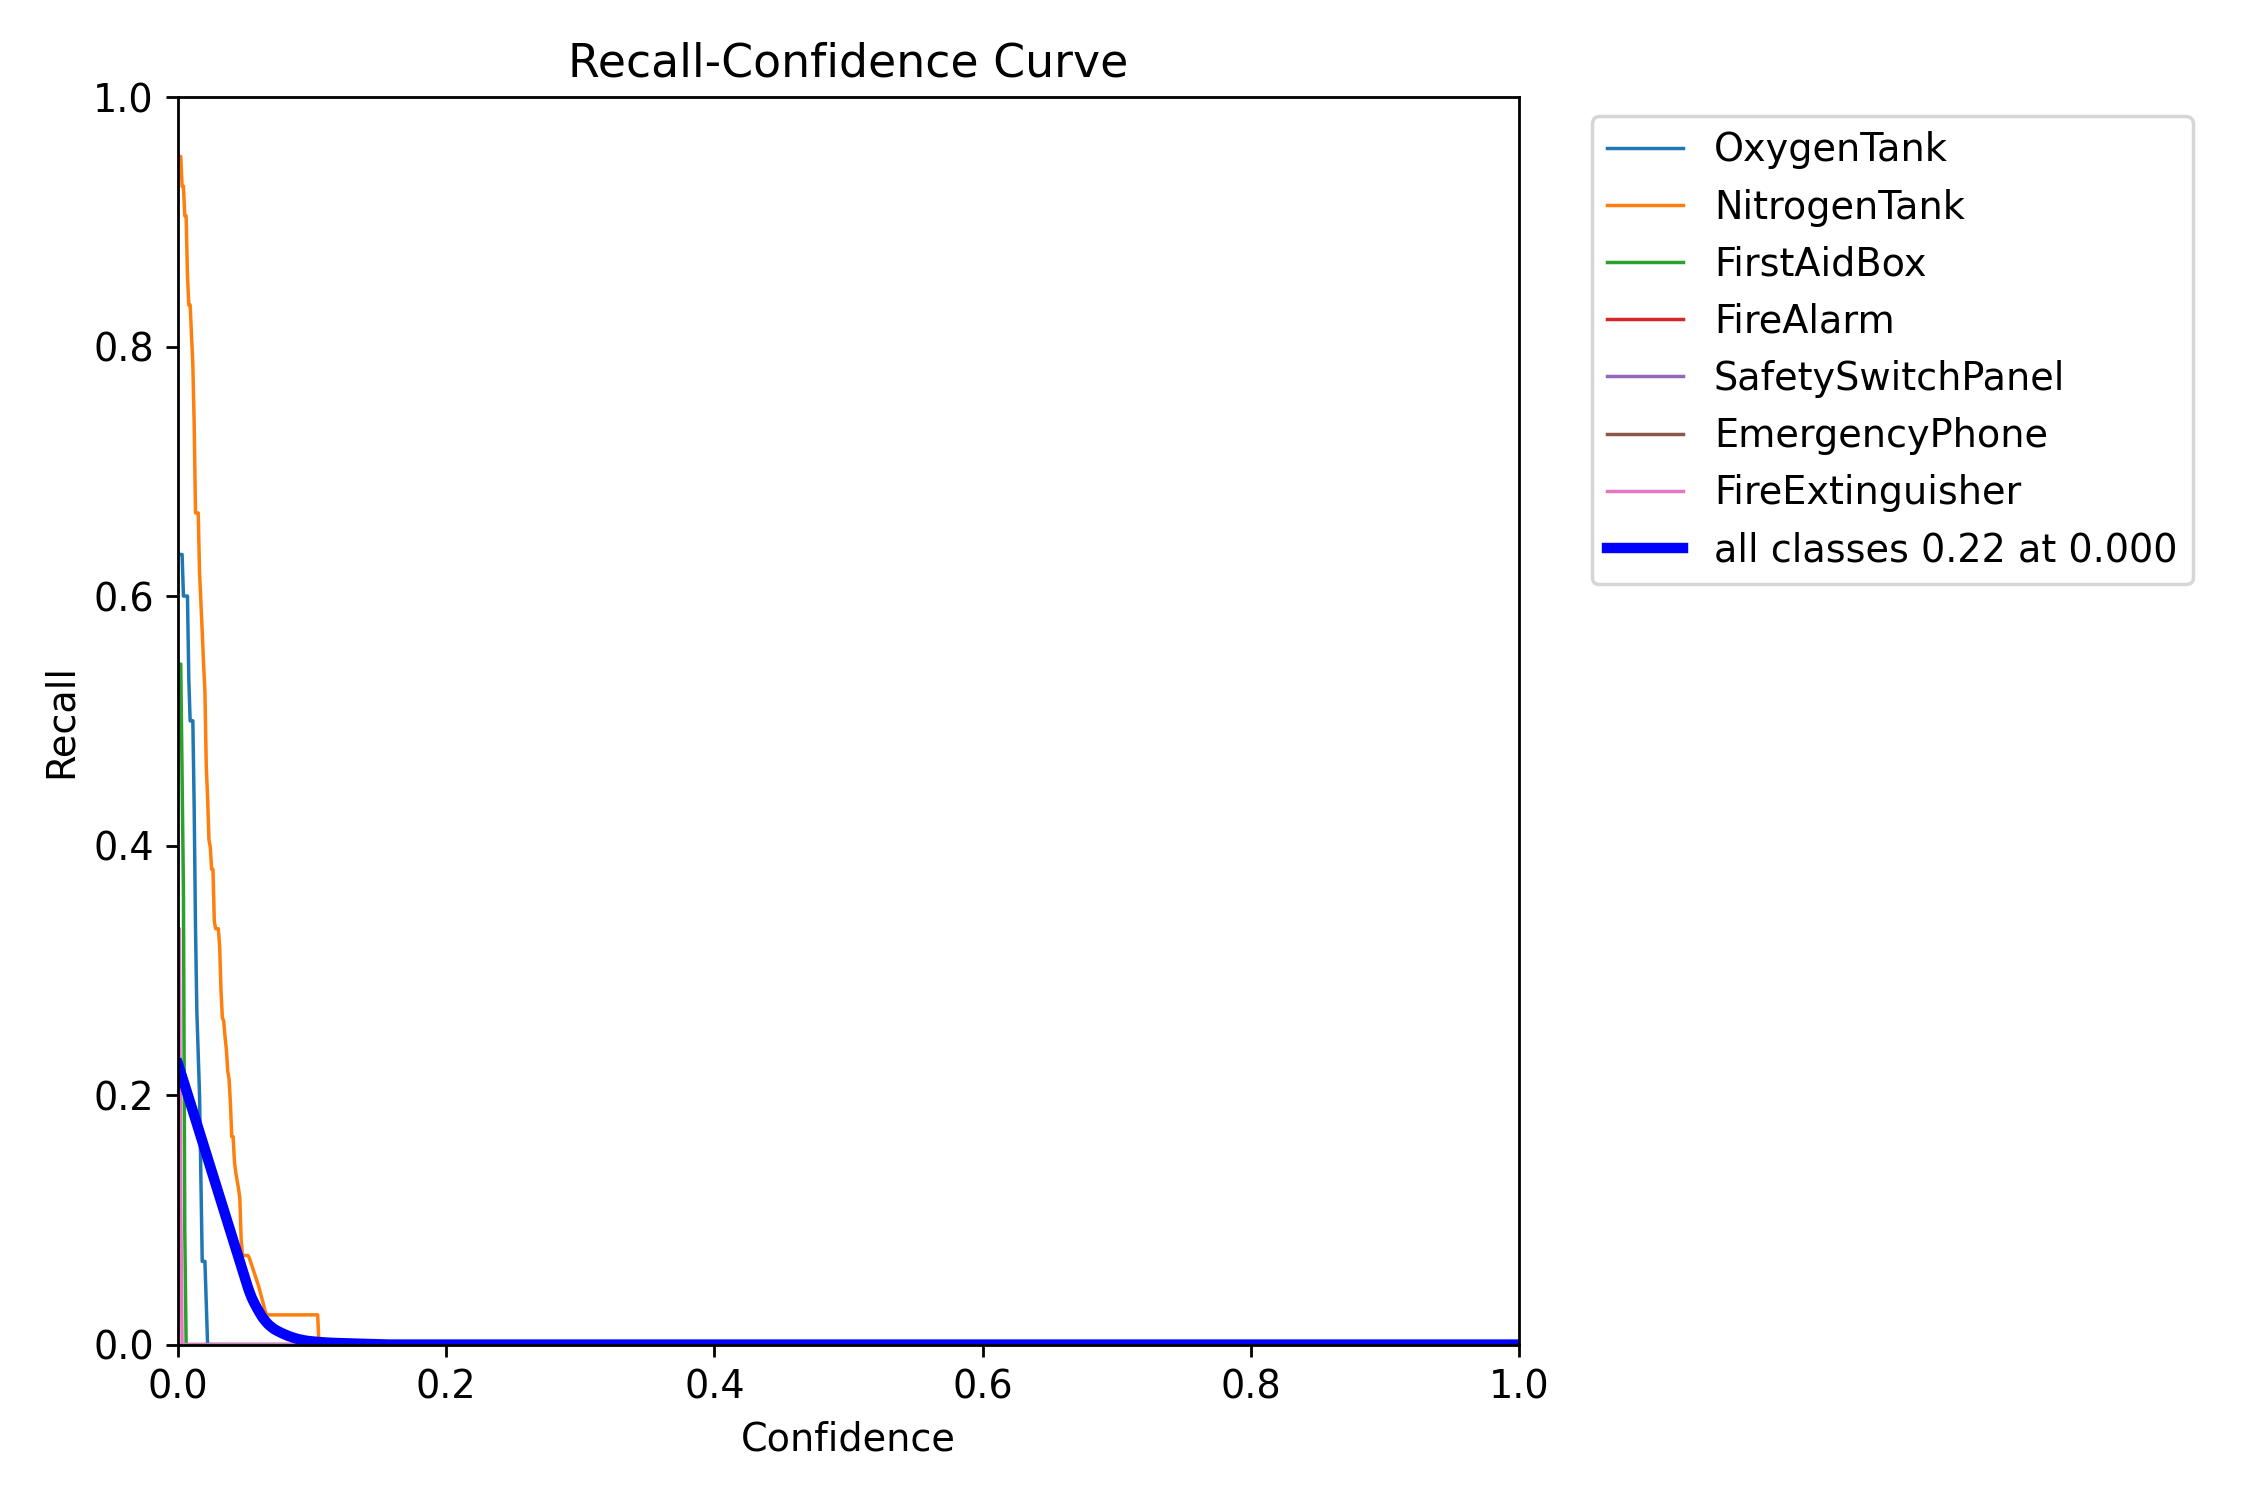 Recall-Confidence Curve
1.0
0.8
0.6
0.4
0.2
0.0
Recall
0.0 0.2 0.4 0.6 0.8 1.0
Confidence
OxygenTank
NitrogenTank
FirstAidBox
FireAlarm
SafetySwitchPanel
EmergencyPhone
FireExtinguisher
all classes 0.22 at 0.000